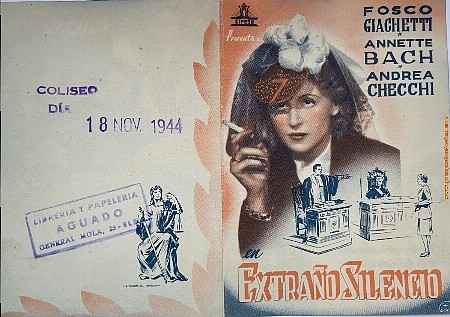 COLISEO
DÍA
18 NOV. 1944
LIBRERIA Y PAPELERIA
AGUADO
GENERAL MOLA, 25-
CIFESA
Presenta a
FOSCO
GIACHETTI
ANNETTE
BACH
ANDREA
CHECCHI
en
EXTRAÑO SILENCIO